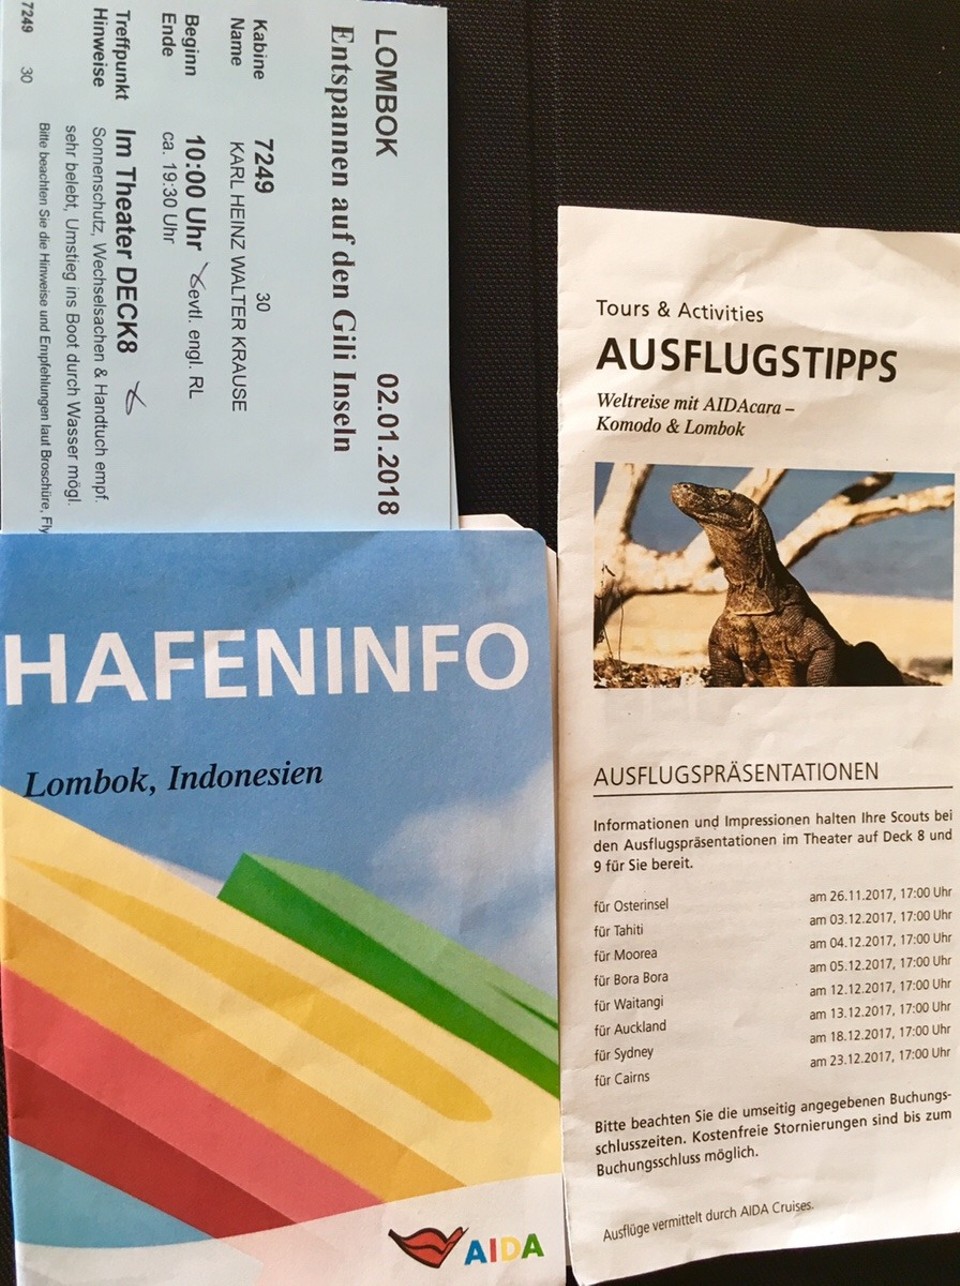 LOMBOK 02.01.2018
Entspannen auf den Gili Inseln
Kabine 7249 30
Name KARL HEINZ WALTER KRAUSE
Beginn 10:00 Uhr evtl. engl. RL
Ende ca. 19:30 Uhr
Treffpunkt Im Theater DECK8
Hinweise Sonnenschutz, Wechselsachen & Handtuch empf.
sehr belebt, Umstieg ins Boot durch Wasser mögl.
Bitte beachten Sie die Hinweise und Empfehlungen laut Broschüre, Fly
7249 30
HAFENINFO
Lombok, Indonesien
AIDA
Tours & Activities
AUSFLUGSTIPPS
Weltreise mit AIDAcara –
Komodo & Lombok
AUSFLUGSPRÄSENTATIONEN
Informationen und Impressionen halten Ihre Scouts bei
den Ausflugspräsentationen im Theater auf Deck 8 und
9 für Sie bereit.
für Osterinsel am 26.11.2017, 17:00 Uhr
für Tahiti am 03.12.2017, 17:00 Uhr
für Moorea am 04.12.2017, 17:00 Uhr
für Bora Bora am 05.12.2017, 17:00 Uhr
für Waitangi am 12.12.2017, 17:00 Uhr
für Auckland am 13.12.2017, 17:00 Uhr
für Sydney am 18.12.2017, 17:00 Uhr
für Cairns am 23.12.2017, 17:00 Uhr
Bitte beachten Sie die umseitig angegebenen Buchungs-
schlusszeiten. Kostenfreie Stornierungen sind bis zum
Buchungsschluss möglich.
Ausflüge vermittelt durch AIDA Cruises.